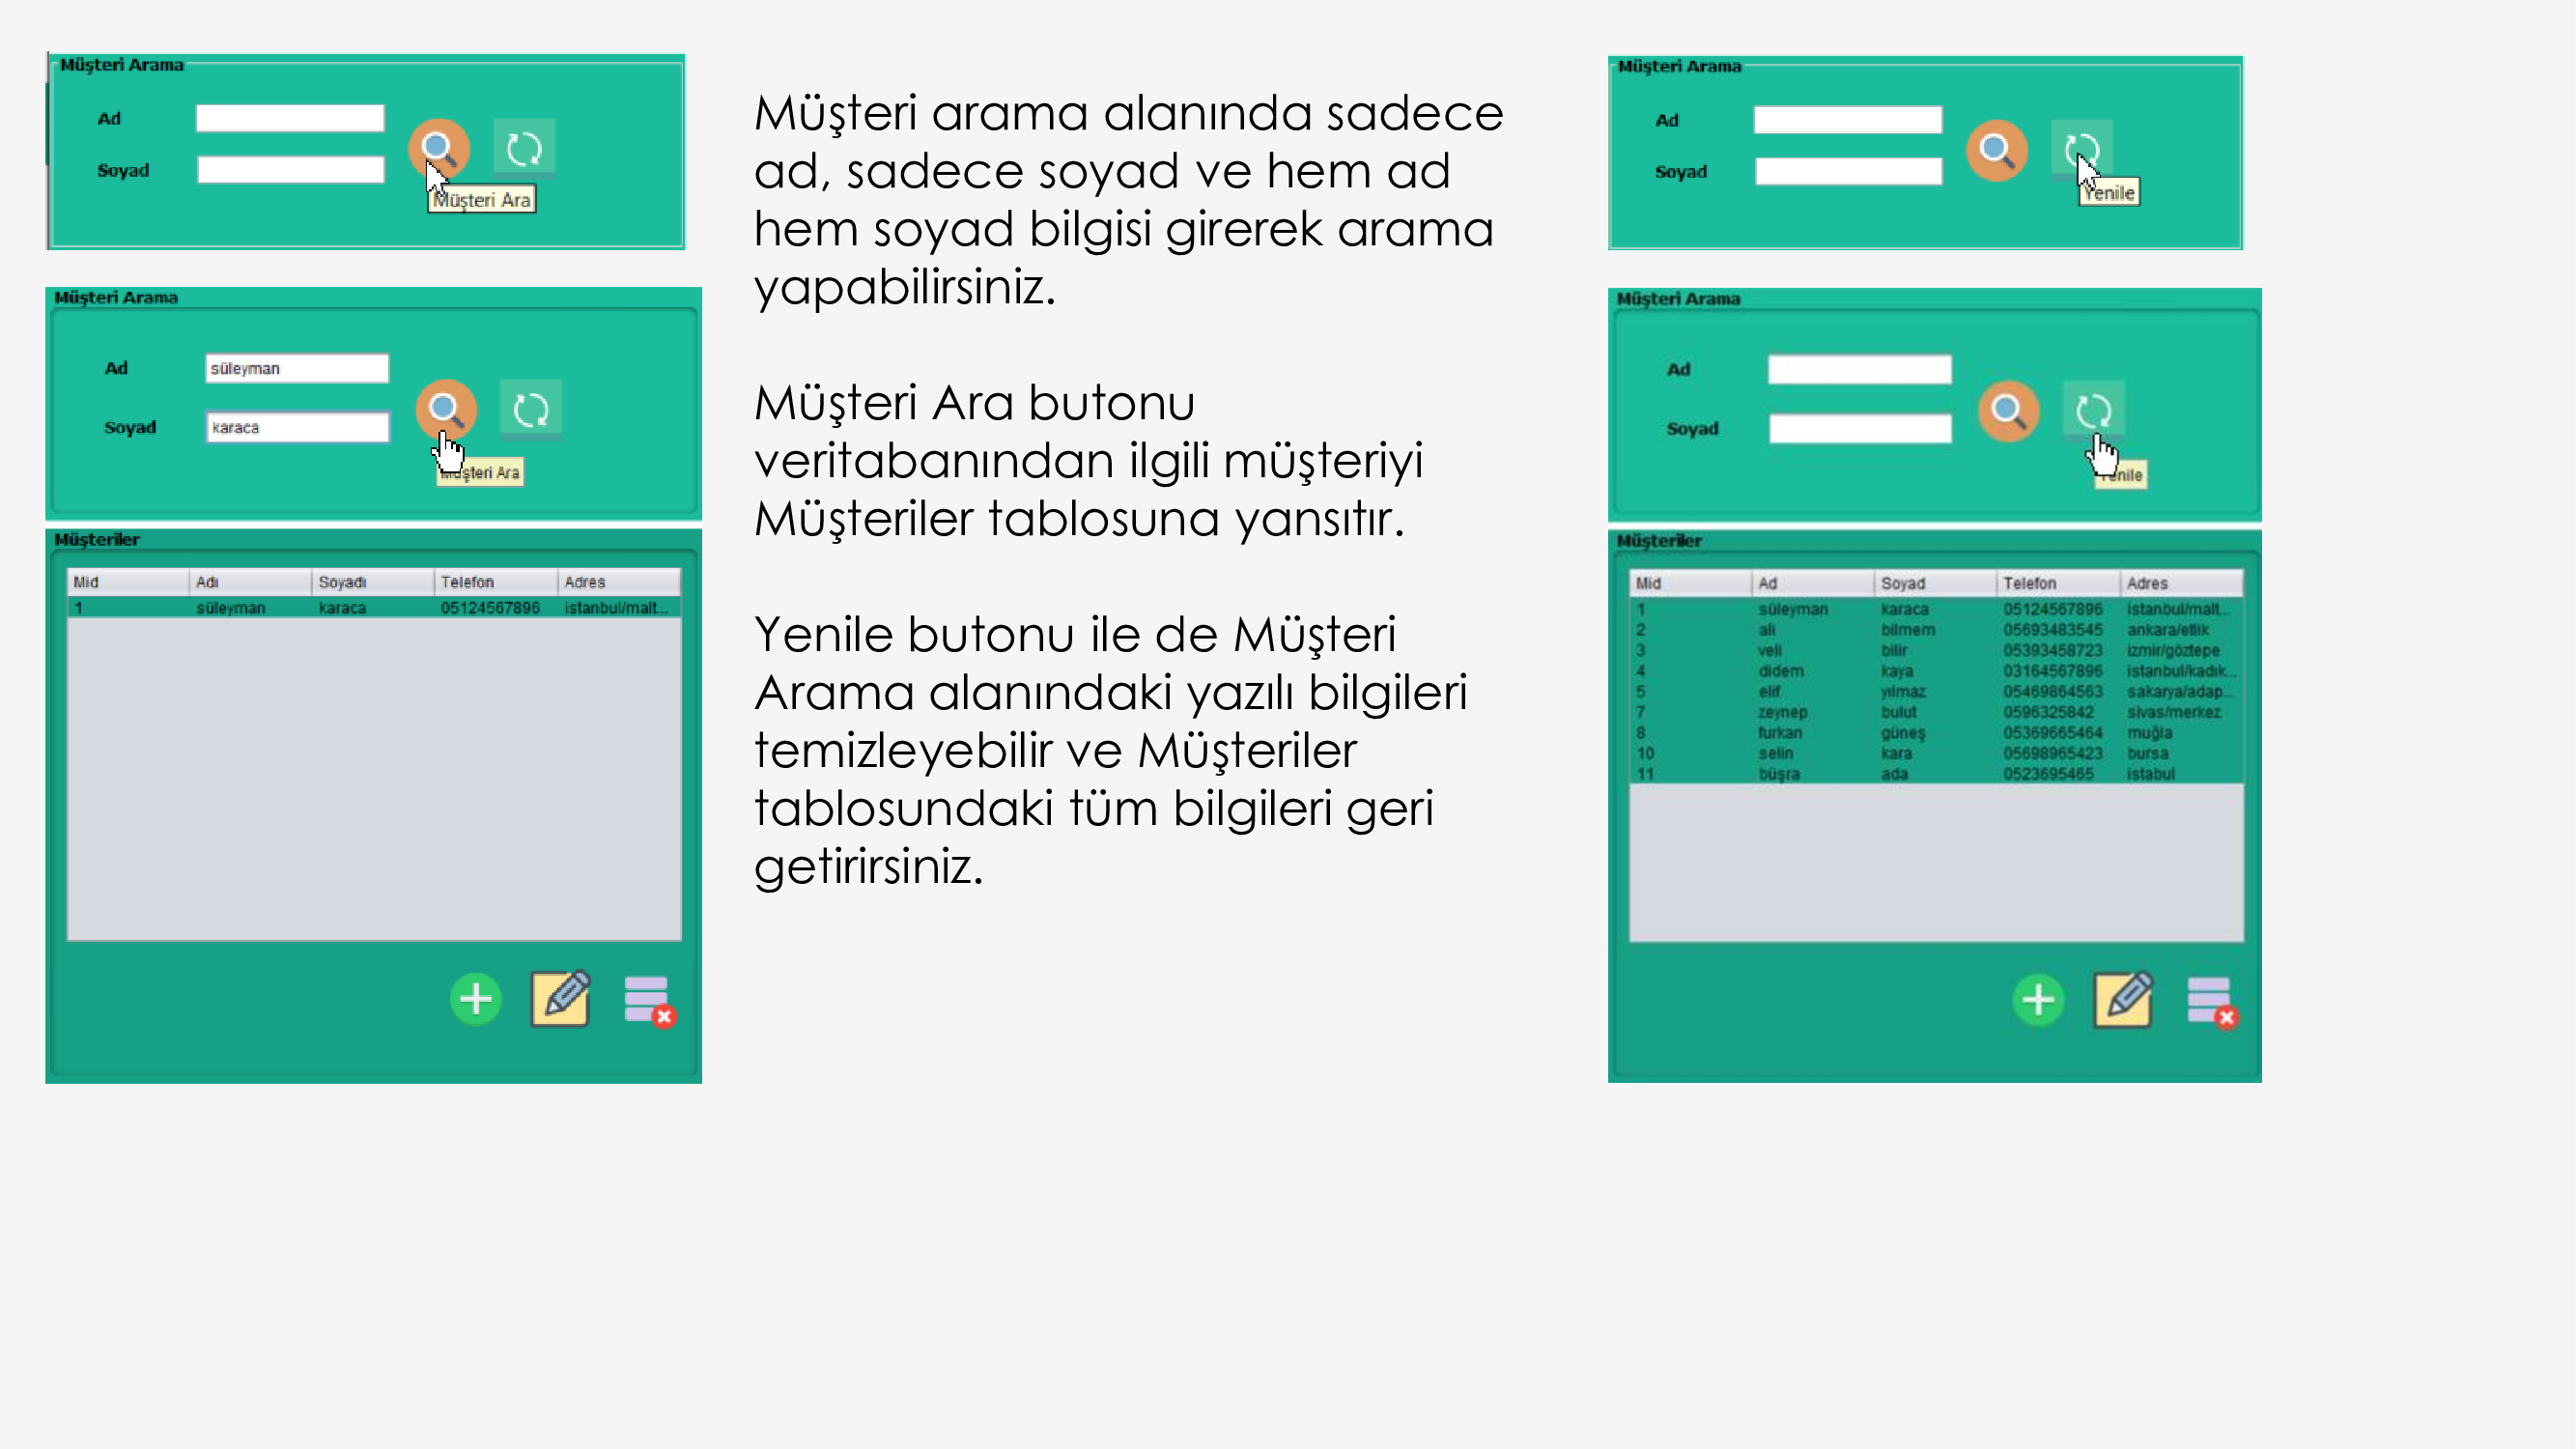 Müşteri Arama
Ad
Soyad
Müşteri Ara
Müşteri Arama
Ad süleyman
Soyad karaca
Müşteri Ara
Müşteriler
Mid Adı Soyadı Telefon Adres
1 süleyman karaca 05124567896 istanbul/malt...
Müşteri arama alanında sadece
ad, sadece soyad ve hem ad
hem soyad bilgisi girerek arama
yapabilirsiniz.
Müşteri Ara butonu
veritabanından ilgili müşteriyi
Müşteriler tablosuna yansıtır.
Yenile butonu ile de Müşteri
Arama alanındaki yazılı bilgileri
temizleyebilir ve Müşteriler
tablosundaki tüm bilgileri geri
getirirsiniz.
Müşteri Arama
Ad
Soyad
Yenile
Müşteri Arama
Ad
Soyad
Yenile
Müşteriler
Mid Ad Soyad Telefon Adres
1 süleyman karaca 05124567896 istanbul/malt...
2 ali bilmem 05693483545 ankara/etlik
3 veli bilir 05393458723 izmir/göztepe
4 didem kaya 03164567896 istanbul/kadık...
5 elif yılmaz 05469864563 sakarya/adap...
7 zeynep bulut 0596325842 sivas/merkez
8 furkan güneş 05369665464 muğla
10 selin kara 05698965423 bursa
11 büşra ada 0523695465 istabul